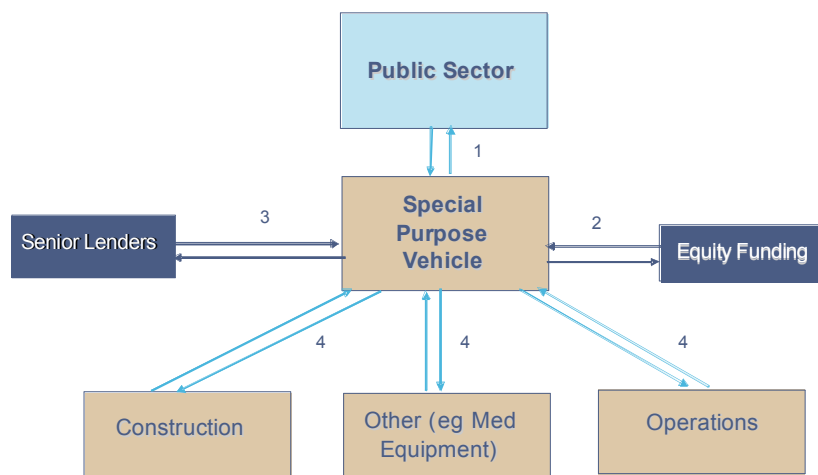 Public Sector
1
Special
Purpose
Vehicle
3
2
Senior Lenders
Equity Funding
4
4
4
Construction
Other (eg Med
Equipment)
Operations